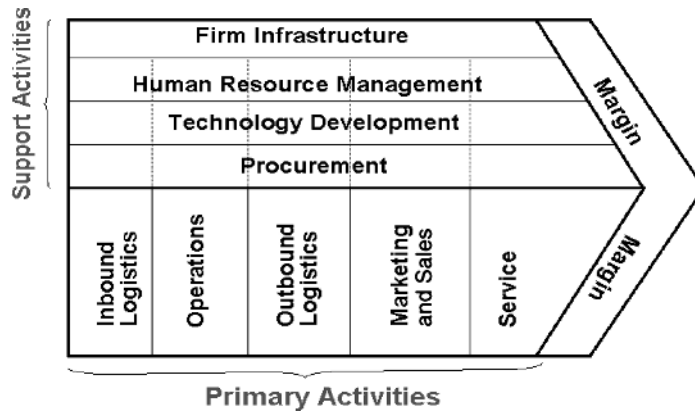 Support Activities
Firm Infrastructure
Human Resource Management
Technology Development
Procurement
Margin
Inbound
Logistics
Operations
Outbound
Logistics
Marketing
and Sales
Service
Margin
Primary Activities